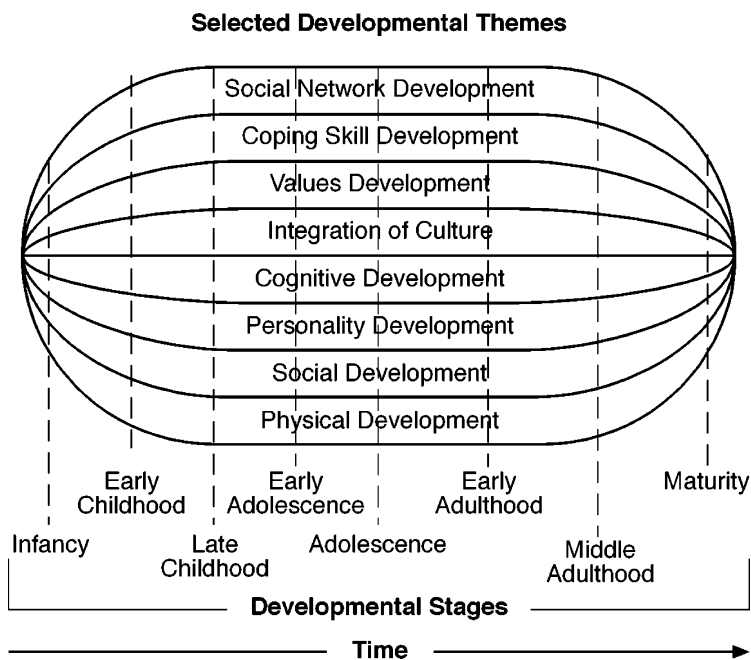 Selected Developmental Themes
Social Network Development
Coping Skill Development
Values Development
Integration of Culture
Cognitive Development
Personality Development
Social Development
Physical Development
Early
Childhood
Early
Adolescence
Early
Adulthood
Maturity
Infancy
Late
Childhood
Adolescence
Middle
Adulthood
Developmental Stages
Time